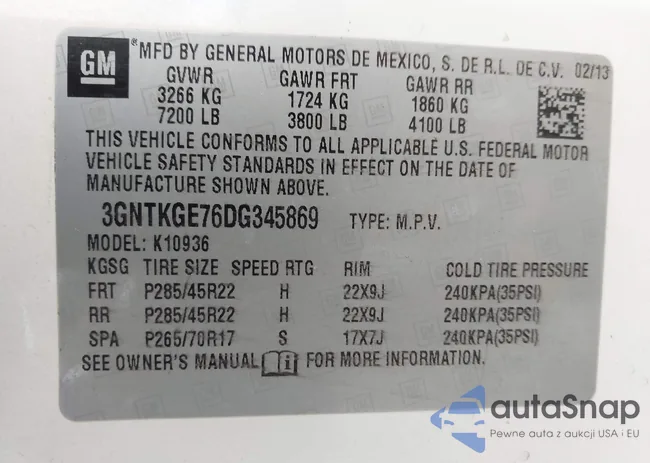 GM ® MFD BY GENERAL MOTORS DE MEXICO, S. DE R.L. DE C.V. 02/13
GVWR GAWR FRT GAWR RR
3266 KG 1724 KG 1860 KG
7200 LB 3800 LB 4100 LB
THIS VEHICLE CONFORMS TO ALL APPLICABLE U.S. FEDERAL MOTOR
VEHICLE SAFETY STANDARDS IN EFFECT ON THE DATE OF
MANUFACTURE SHOWN ABOVE.
3GNTKGE76DG345869 TYPE: M.P.V.
MODEL: K10936
KGSG TIRE SIZE SPEED RTG RIM COLD TIRE PRESSURE
FRT P285/45R22 H 22X9J 240KPA(35PSI)
RR P285/45R22 H 22X9J 240KPA(35PSI)
SPA P265/70R17 S 17X7J 240KPA(35PSI)
SEE OWNER'S MANUAL i FOR MORE INFORMATION.
autaSnap
Pewne auta z aukcji USA i EU